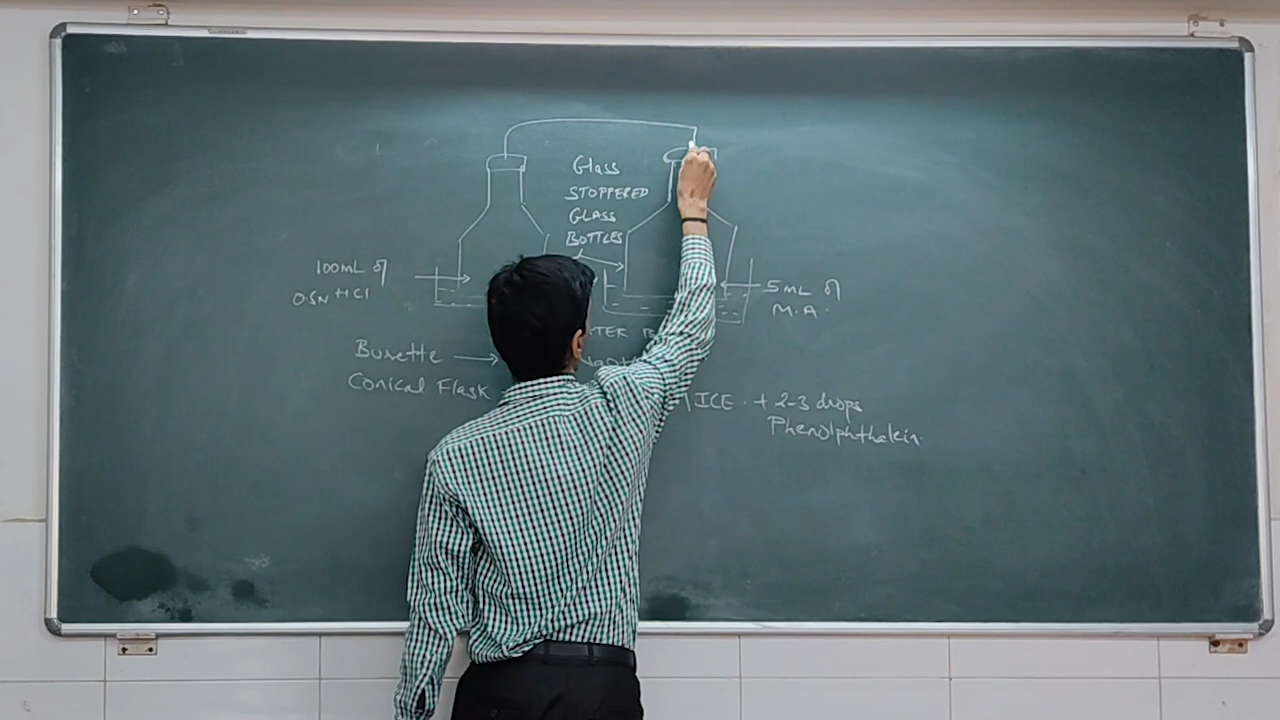 Glass
STOPPERED
GLASS
BOTTLES
100mL of
0.5N HCl
5mL of
M.A.
Burette
Conical Flask
ICE. + 2-3 drops
Phenolphthalein.